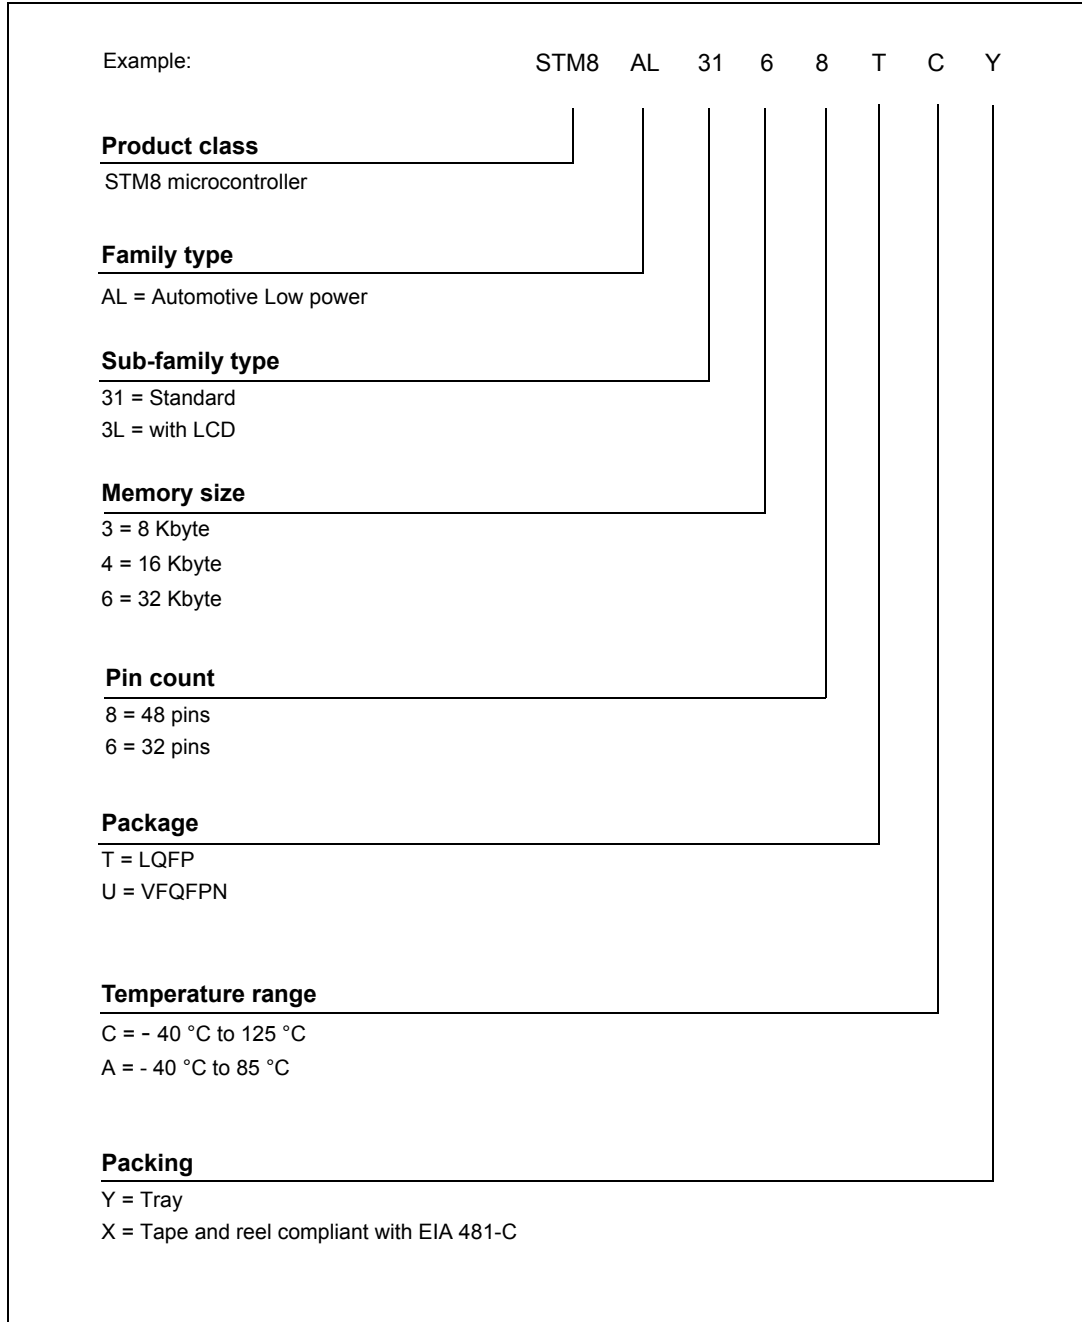 Example: STM8 AL 31 6 8 T C Y
Product class
STM8 microcontroller
Family type
AL = Automotive Low power
Sub-family type
31 = Standard
3L = with LCD
Memory size
3 = 8 Kbyte
4 = 16 Kbyte
6 = 32 Kbyte
Pin count
8 = 48 pins
6 = 32 pins
Package
T = LQFP
U = VFQFPN
Temperature range
C = - 40 °C to 125 °C
A = - 40 °C to 85 °C
Packing
Y = Tray
X = Tape and reel compliant with EIA 481-C